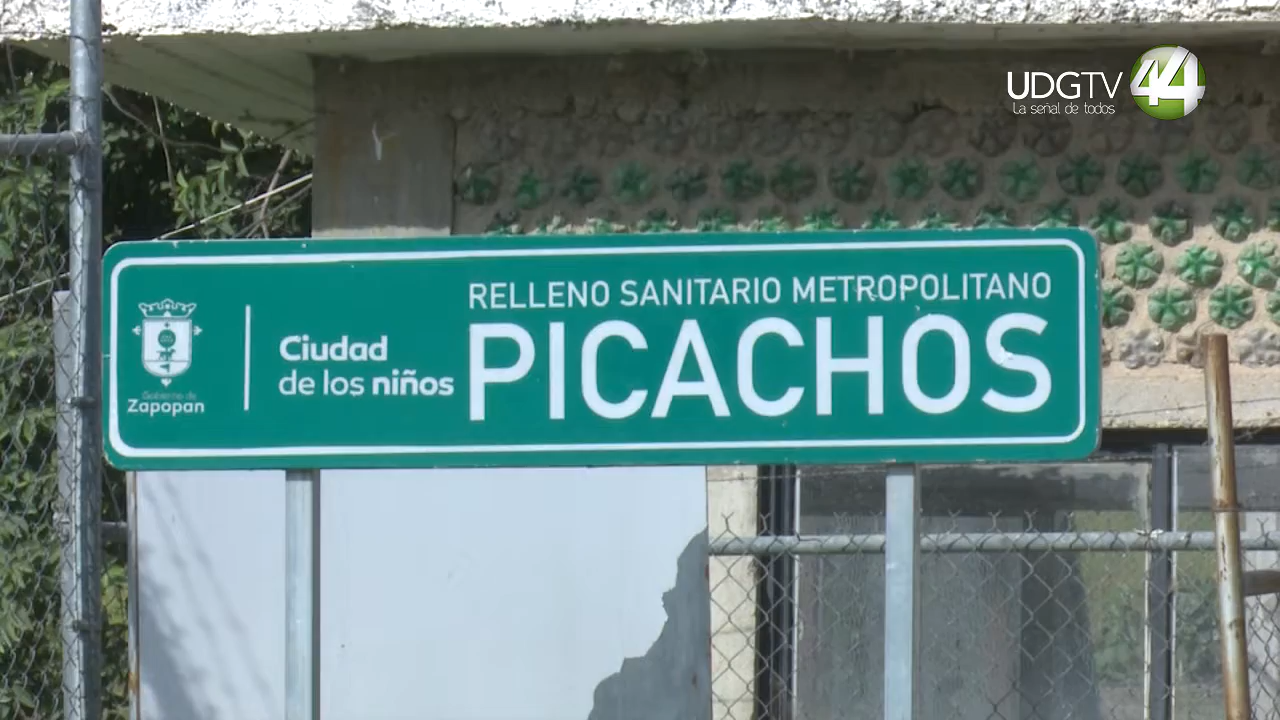 UDGTV 44
La señal de todos
RELLENO SANITARIO METROPOLITANO
PICACHOS
Ciudad
de los niños
Gobierno de
Zapopan